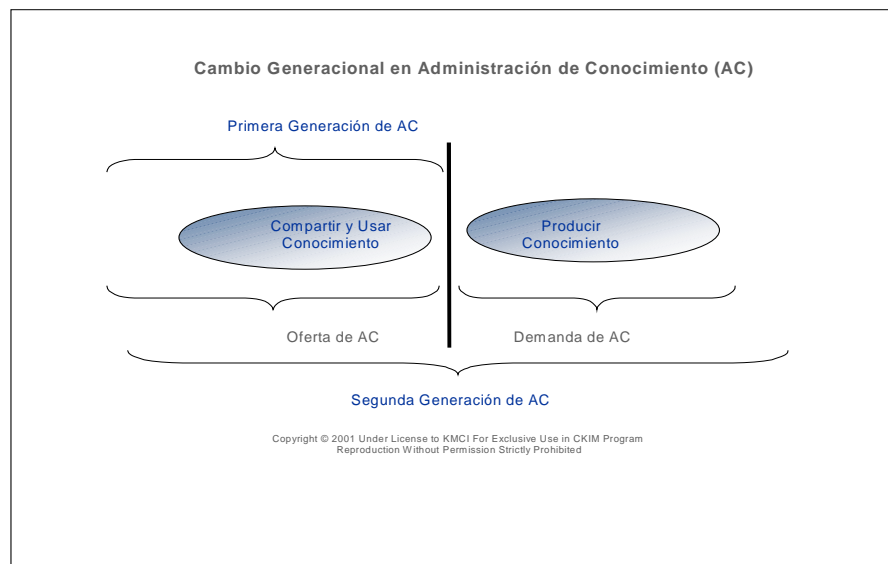 Cambio Generacional en Administración de Conocimiento (AC)
Primera Generación de AC
Compartir y Usar
Conocimiento
Producir
Conocimiento
Oferta de AC
Demanda de AC
Segunda Generación de AC
Copyright © 2001 Under License to KMCI For Exclusive Use in CKIM Program
Reproduction Without Permission Strictly Prohibited